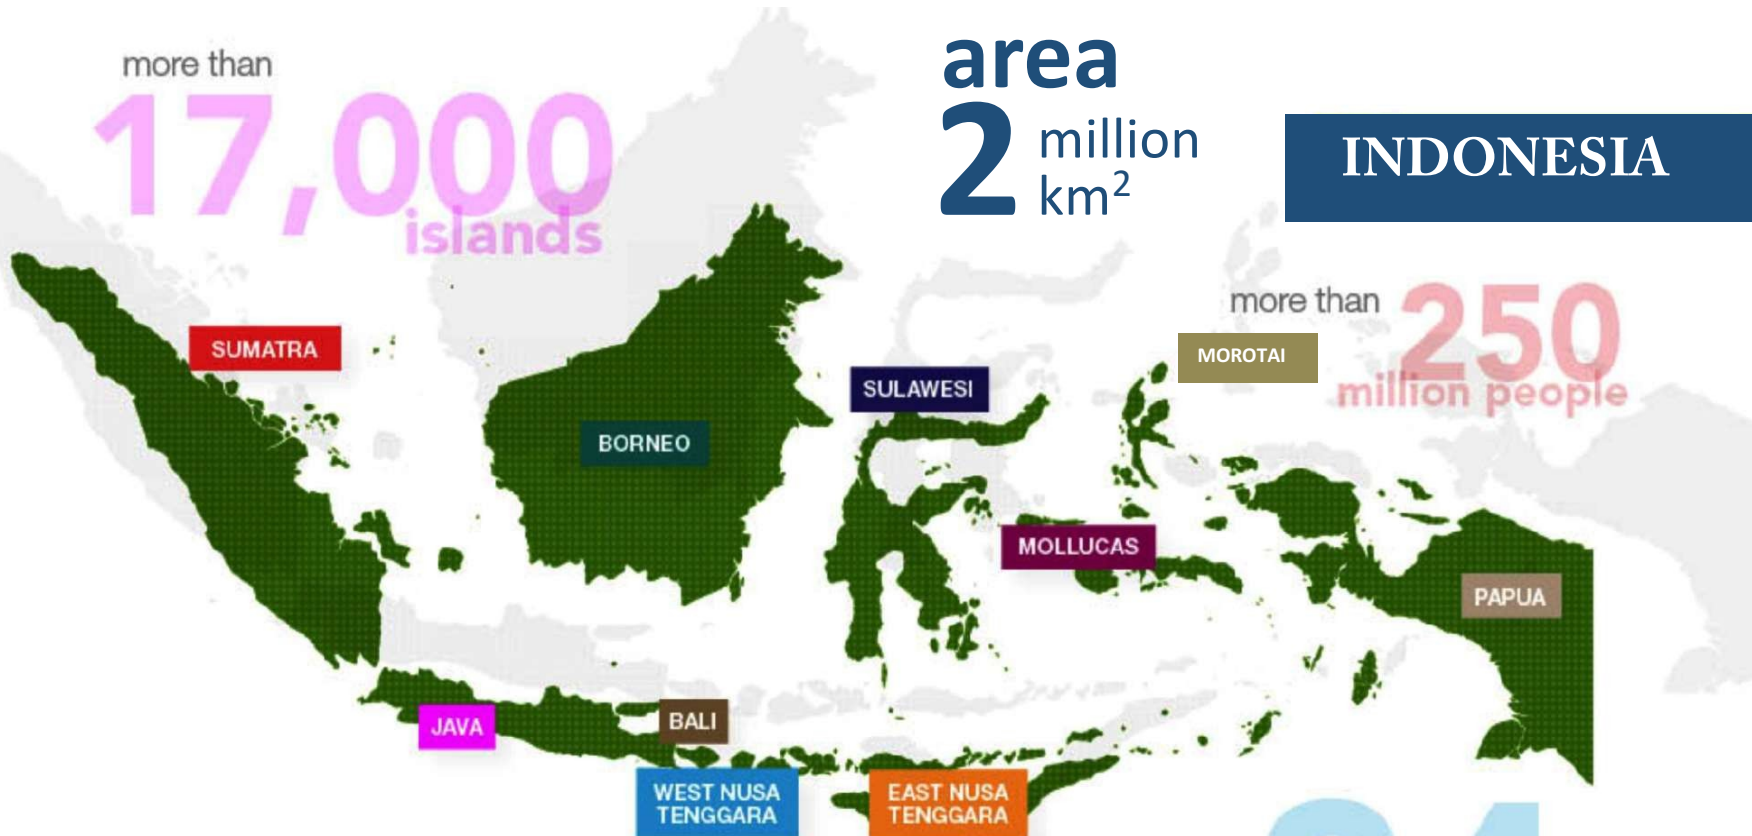 more than
17,000
islands
area
2 million
km²
INDONESIA
more than 250
million people
SUMATRA
MOROTAI
SULAWESI
BORNEO
MOLLUCAS
PAPUA
JAVA
BALI
WEST NUSA
TENGGARA
EAST NUSA
TENGGARA